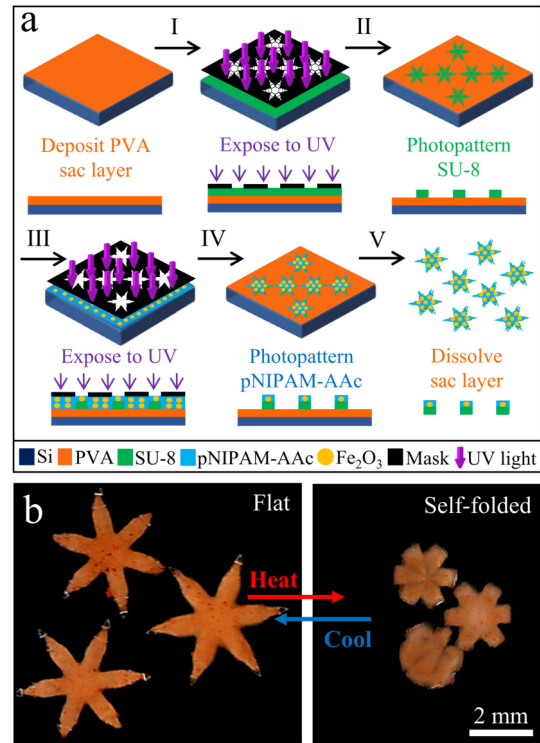 a
I
II
Deposit PVA
sac layer
Expose to UV
Photopattern
SU-8
III
IV
V
Expose to UV
Photopattern
pNIPAM-AAc
Dissolve
sac layer
Si PVA SU-8 pNIPAM-AAc Fe₂O₃ Mask UV light
b
Flat
Self-folded
Heat
Cool
2 mm